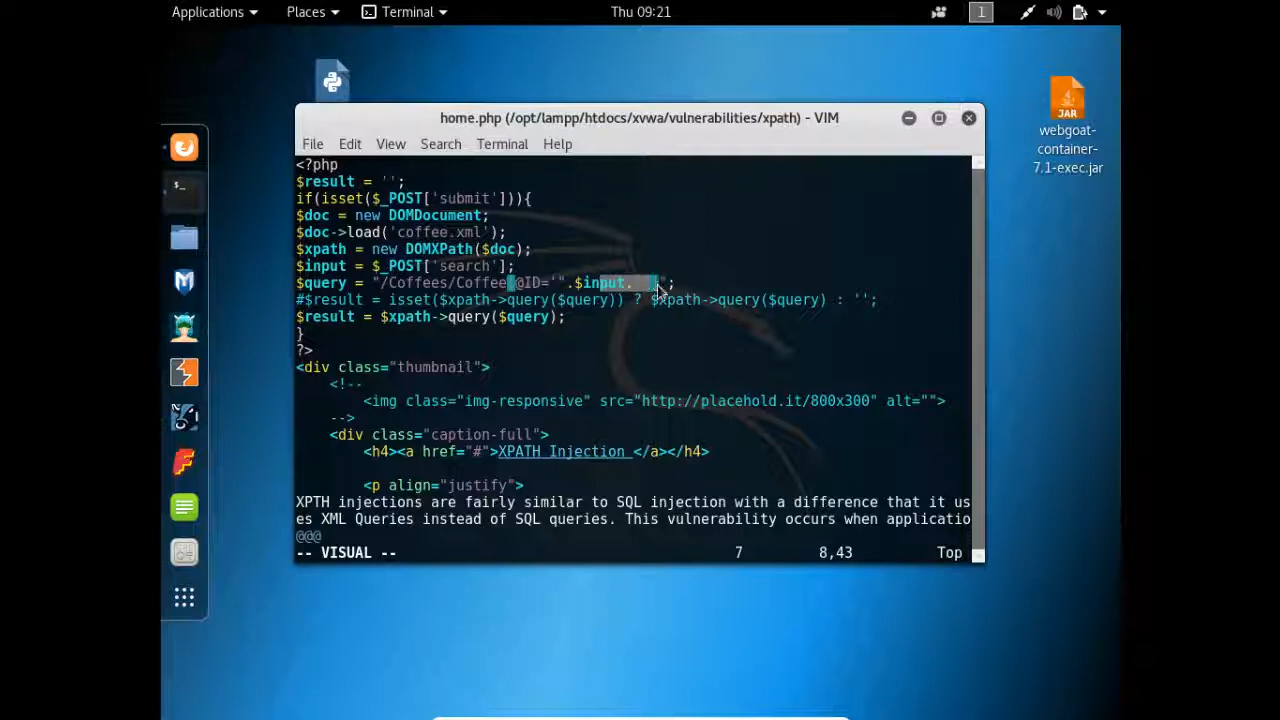 Applications Places Terminal Thu 09:21 1
home.php (/opt/lampp/htdocs/xvwa/vulnerabilities/xpath) - VIM
File Edit View Search Terminal Help
<?php
$result = '';
if(isset($_POST['submit'])){
$doc = new DOMDocument;
$doc->load('coffee.xml');
$xpath = new DOMXPath($doc);
$input = $_POST['search'];
$query = "/Coffees/Coffee[@ID='".$input. ";
#$result = isset($xpath->query($query)) ? $xpath->query($query) : '';
$result = $xpath->query($query);
}
?>
<div class="thumbnail">
<!--
<img class="img-responsive" src="http://placehold.it/800x300" alt="">
-->
<div class="caption-full">
<h4><a href="#">XPATH Injection </a></h4>
<p align="justify">
XPTH injections are fairly similar to SQL injection with a difference that it us
es XML Queries instead of SQL queries. This vulnerability occurs when applicatio
@@@
-- VISUAL -- 7 8,43 Top
JAR
webgoat-
container-
7.1-exec.jar